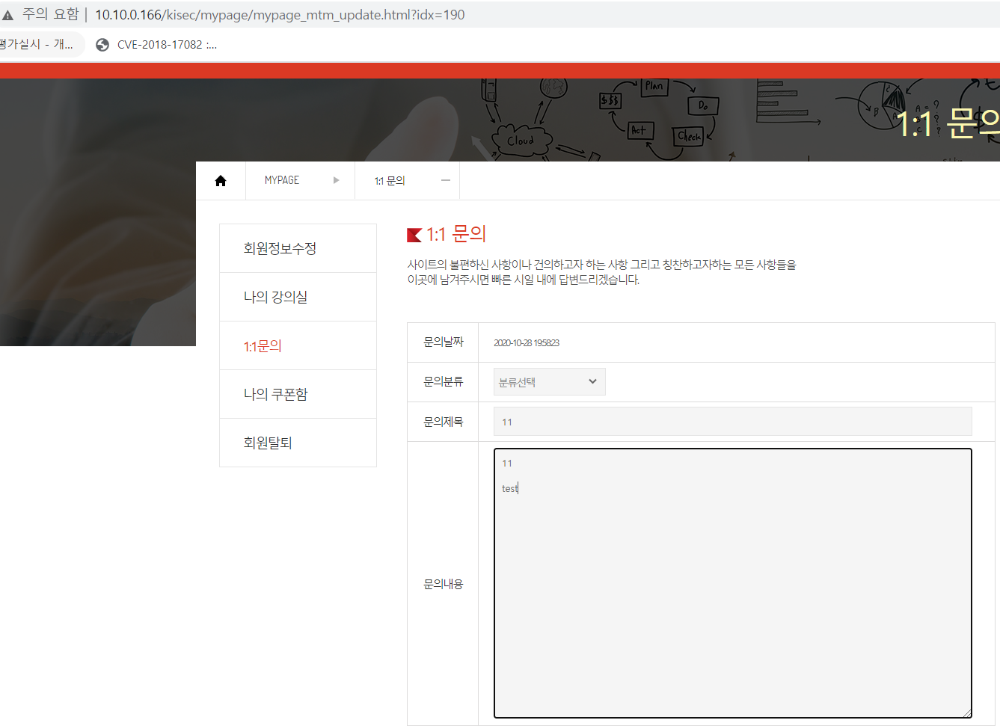 주의 요함 | 10.10.0.166/kisec/mypage/mypage_mtm_update.html?idx=190
평가실시 - 개...
CVE-2018-17082 :...
Plan
$$$
Do
Act
Check
Cloud
B
A
1:1 문의
MYPAGE
1:1 문의
회원정보수정
나의 강의실
1:1문의
나의 쿠폰함
회원탈퇴
1:1 문의
사이트의 불편하신 사항이나 건의하고자 하는 사항 그리고 칭찬하고자하는 모든 사항들을
이곳에 남겨주시면 빠른 시일 내에 답변드리겠습니다.
문의날짜
2020-10-28 19:58:23
문의분류
분류선택
문의제목
11
문의내용
11
test